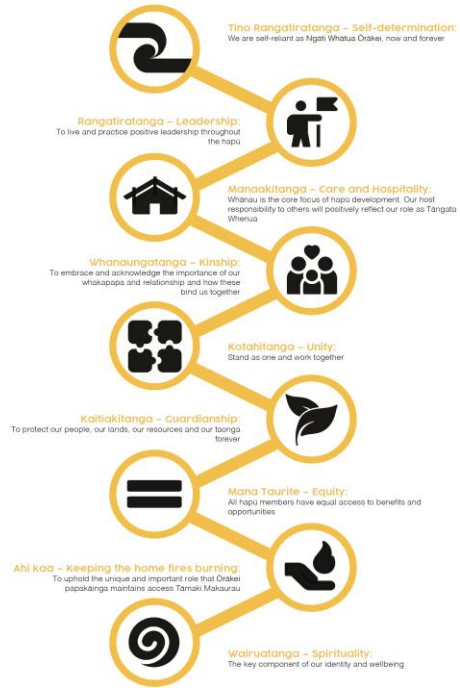 Tino Rangatiratanga – Self-determination:
We are self-reliant as Ngāti Whātua Ōrākei, now and forever
Rangatiratanga – Leadership:
To live and practice positive leadership throughout
the hapū
Manaakitanga – Care and Hospitality:
Whānau is the core focus of hapū development. Our host
responsibility to others will positively reflect our role as Tāngata
Whenua
Whanaungatanga – Kinship:
To embrace and acknowledge the importance of our
whakapapa and relationship and how these
bind us together
Kotahitanga – Unity:
Stand as one and work together
Kaitiakitanga – Guardianship:
To protect our people, our lands, our resources and our taonga
forever
Mana Taurite – Equity:
All hapū members have equal access to benefits and
opportunities
Ahi kaa – Keeping the home fires burning:
To uphold the unique and important role that Ōrākei
papakāinga maintains access Tāmaki Makaurau
Wairuatanga – Spirituality:
The key component of our identity and wellbeing